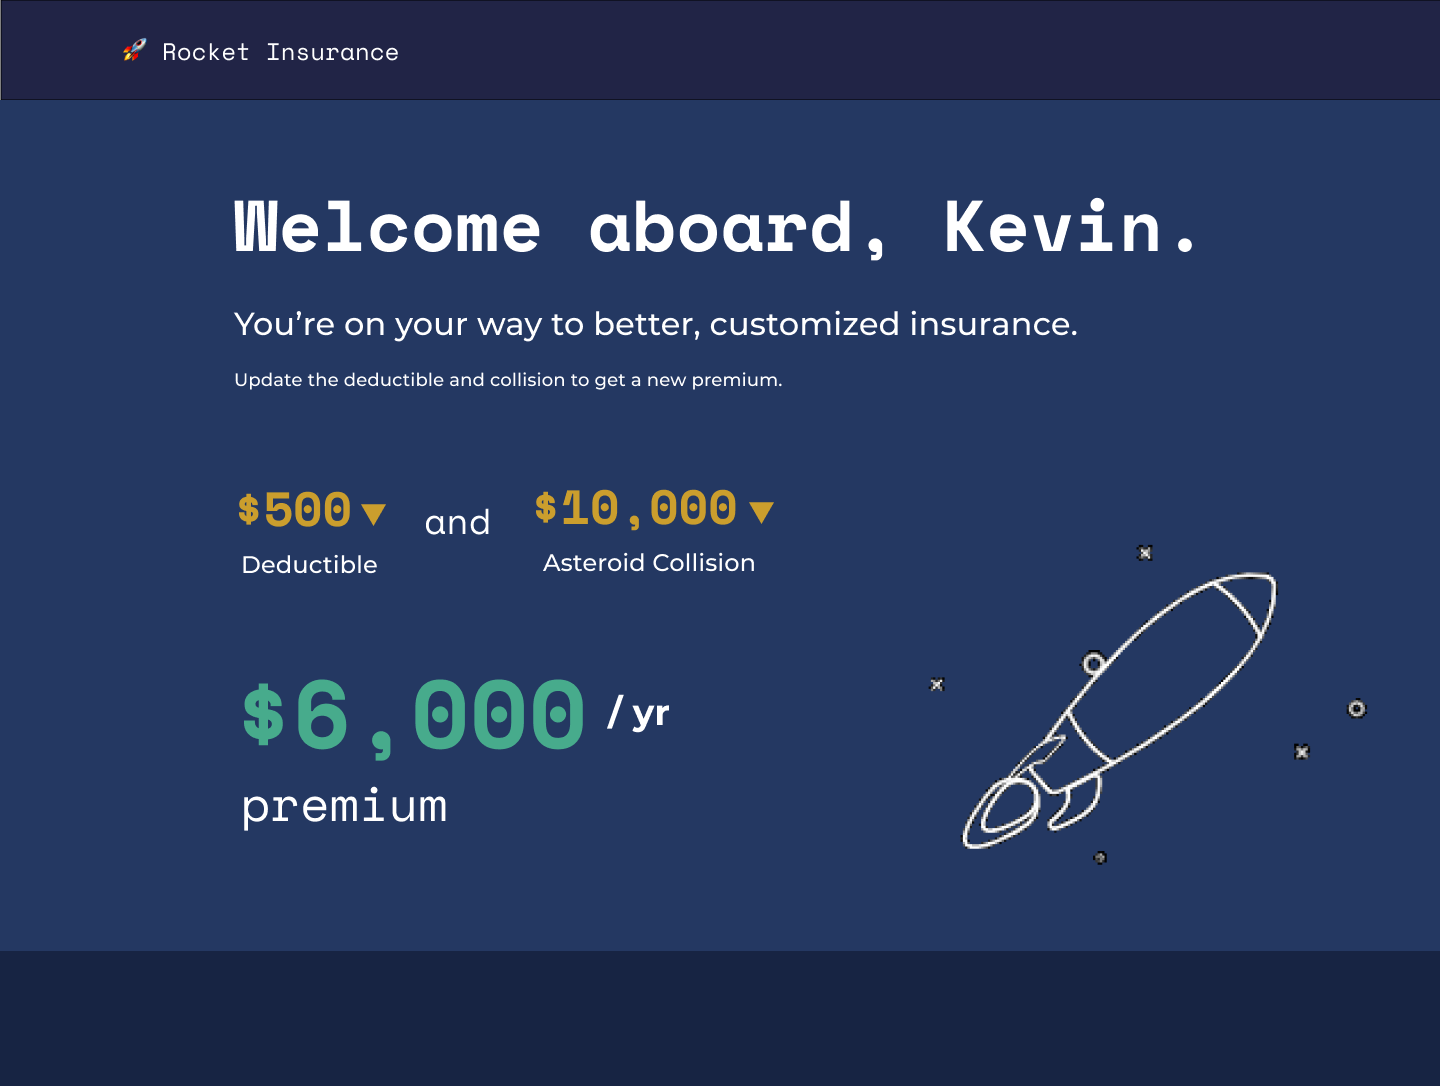 🚀 Rocket Insurance
Welcome aboard, Kevin.
You’re on your way to better, customized insurance.
Update the deductible and collision to get a new premium.
$500 ▼ and $10,000 ▼
Deductible Asteroid Collision
$6,000 / yr
premium